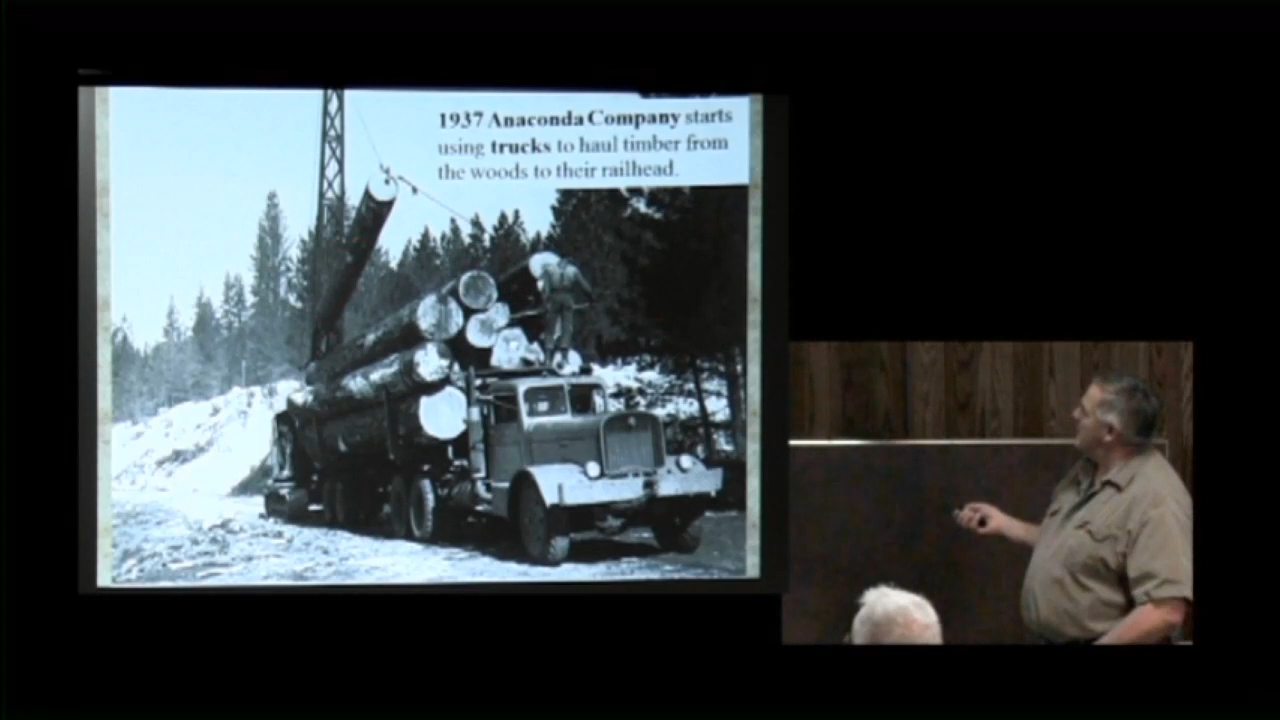 1937 Anaconda Company starts
using trucks to haul timber from
the woods to their railhead.